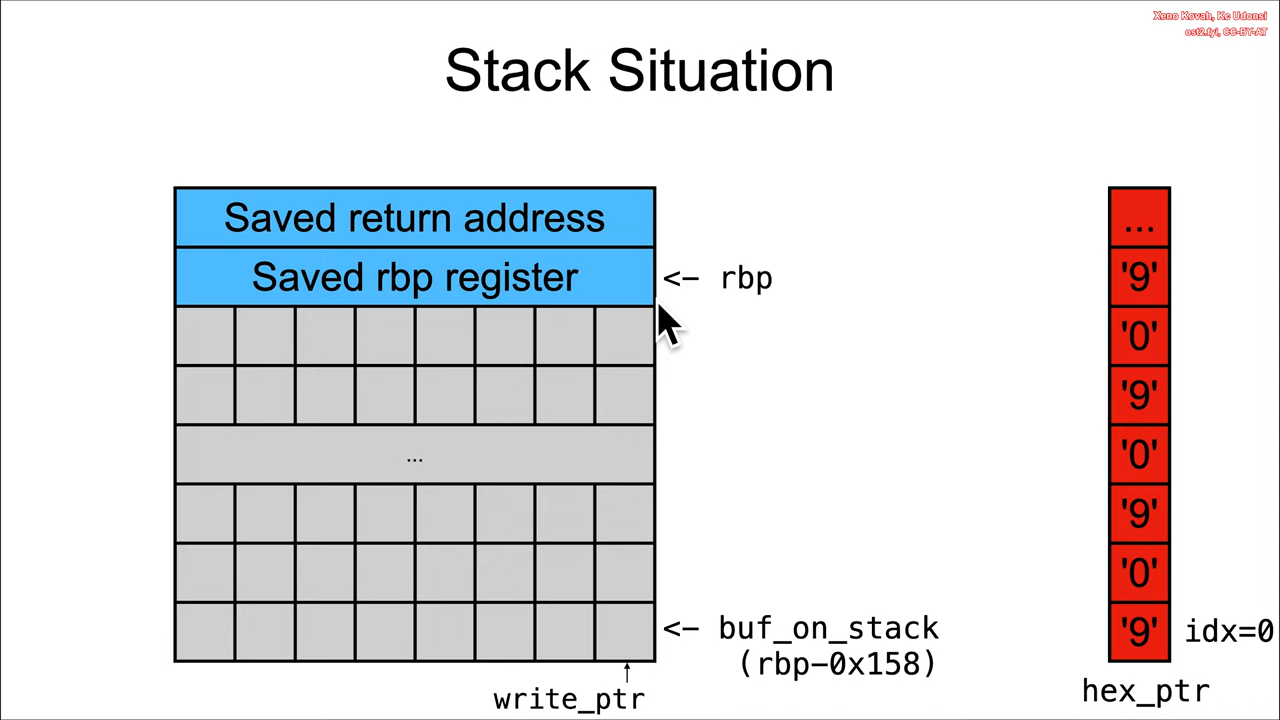 Xeno Kovah, Kc Udonsi
ost2.fyi, CC-BY-AT
Stack Situation
Saved return address
Saved rbp register
<- rbp
...
<- buf_on_stack
(rbp-0x158)
write_ptr
...
'9'
'0'
'9'
'0'
'9'
'0'
'9'
idx=0
hex_ptr